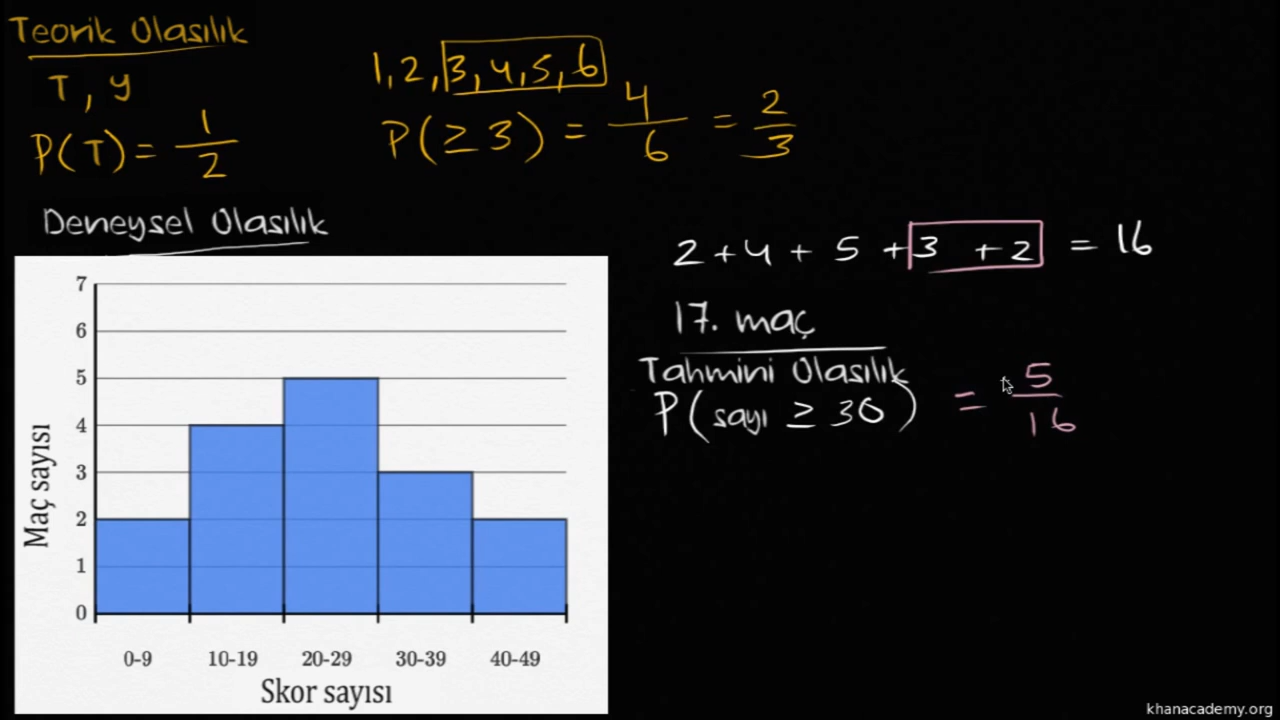 Teorik Olasılık
T, Y
P(T) = 1/2
1, 2, 3, 4, 5, 6
P(≥ 3) = 4/6 = 2/3
Deneysel Olasılık
7
6
5
4
3
2
1
0
Maç sayısı
0-9 10-19 20-29 30-39 40-49
Skor sayısı
2 + 4 + 5 + 3 + 2 = 16
17. maç
Tahmini Olasılık
P(sayı ≥ 30) = 5/16
khanacademy.org